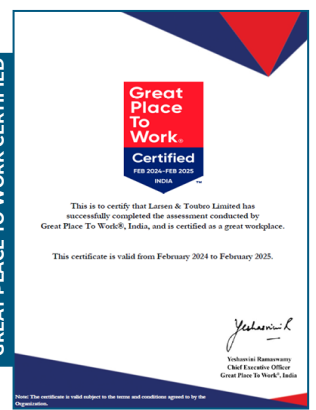 GREAT PLACE TO WORK CERTIFIED
Great
Place
To
Work®
Certified
FEB 2024-FEB 2025
INDIA
™
This is to certify that Larsen & Toubro Limited has
successfully completed the assessment conducted by
Great Place To Work®, India, and is certified as a great workplace.
This certificate is valid from February 2024 to February 2025.
Yeshasvini R
Yeshasvini Ramaswamy
Chief Executive Officer
Great Place To Work®, India
Note: The certificate is valid subject to the terms and conditions agreed to by the
Organization.